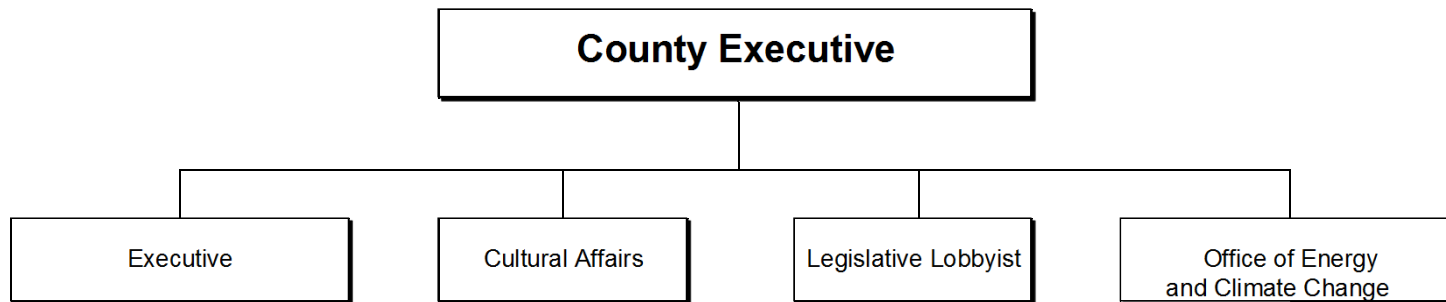 County Executive
Executive
Cultural Affairs
Legislative Lobbyist
Office of Energy
and Climate Change